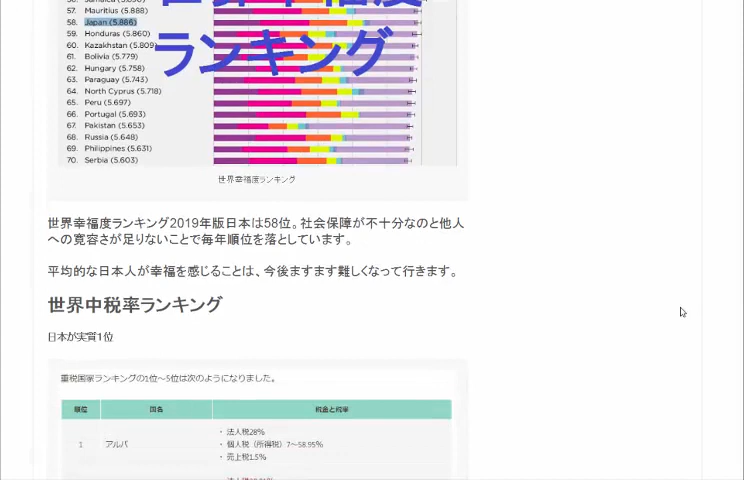 57. Mauritius (5.888)
58. Japan (5.886)
59. Honduras (5.860)
60. Kazakhstan (5.809)
61. Bolivia (5.779)
62. Hungary (5.758)
63. Paraguay (5.743)
64. North Cyprus (5.718)
65. Peru (5.697)
66. Portugal (5.693)
67. Pakistan (5.653)
68. Russia (5.648)
69. Philippines (5.631)
70. Serbia (5.603)
ランキング
世界幸福度ランキング
世界幸福度ランキング2019年版日本は58位。社会保障が不十分なのと他人
への寛容さが足りないことで毎年順位を落としています。
平均的な日本人が幸福を感じることは、今後ますます難しくなって行きます。
世界中税率ランキング
日本が実質1位
重税国家ランキングの1位～5位は次のようになりました。
順位 国名 税金と税率
・ 法人税28%
1 アルバ ・ 個人税（所得税）7～58.95%
・ 売上税1.5%